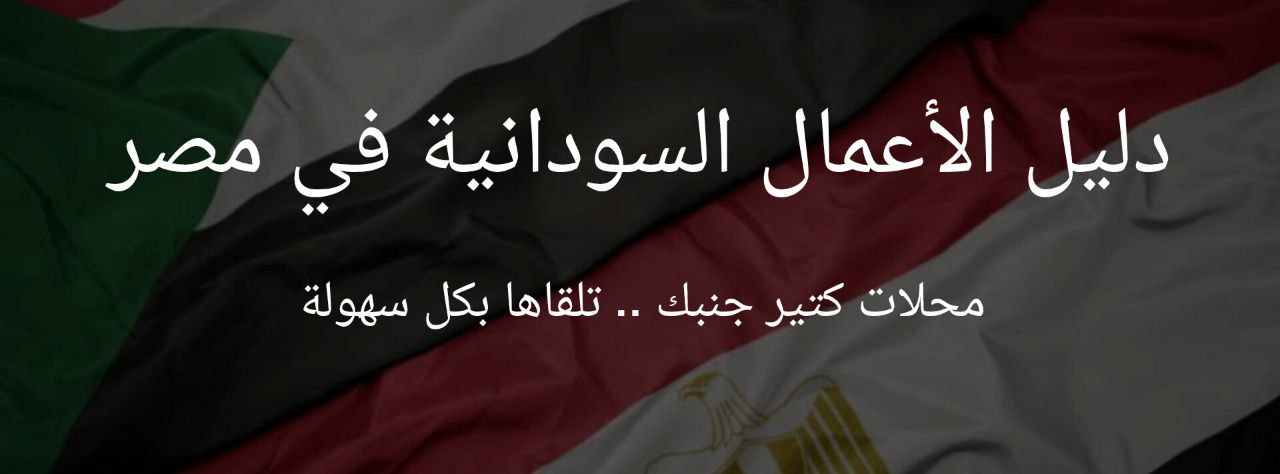 دليل الأعمال السودانية في مصر
محلات كتير جنبك .. تلقاها بكل سهولة